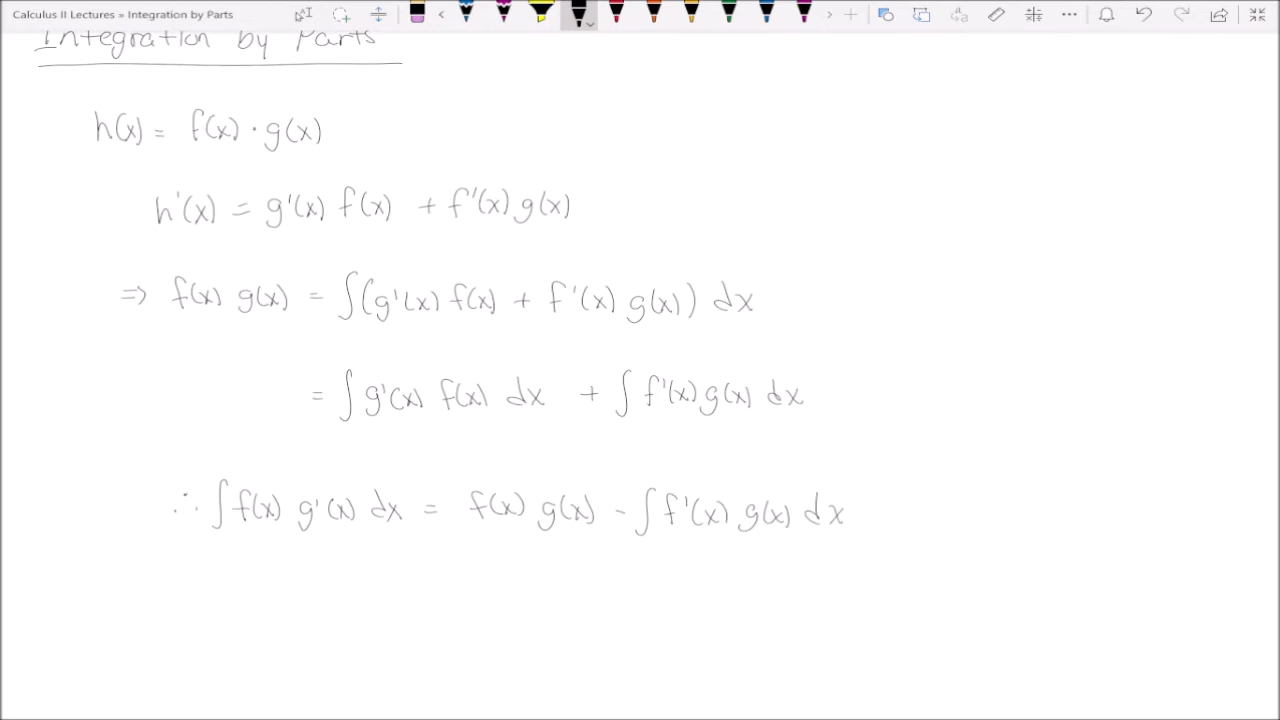 Calculus II Lectures » Integration by Parts
Integration by Parts
h(x) = f(x) · g(x)
h'(x) = g'(x) f(x) + f'(x) g(x)
⇒ f(x) g(x) = ∫(g'(x) f(x) + f'(x) g(x)) dx
= ∫ g'(x) f(x) dx + ∫ f'(x) g(x) dx
∴ ∫ f(x) g'(x) dx = f(x) g(x) - ∫ f'(x) g(x) dx